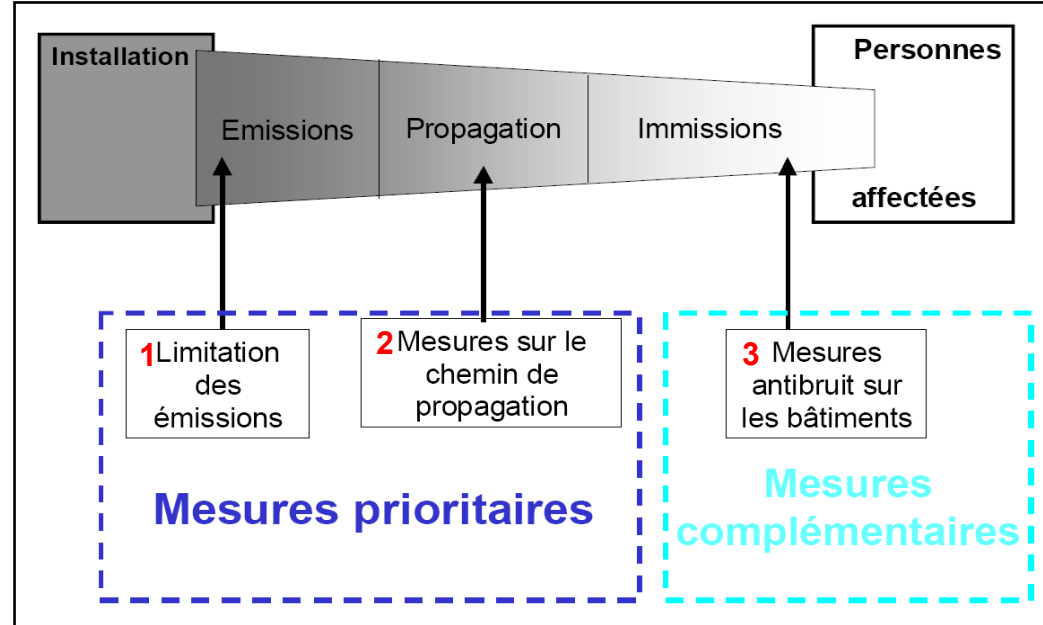 Installation
Personnes
Emissions
Propagation
Immissions
affectées
1 Limitation
des
émissions
2 Mesures sur le
chemin de
propagation
3 Mesures
antibruit sur
les bâtiments
Mesures prioritaires
Mesures
complémentaires